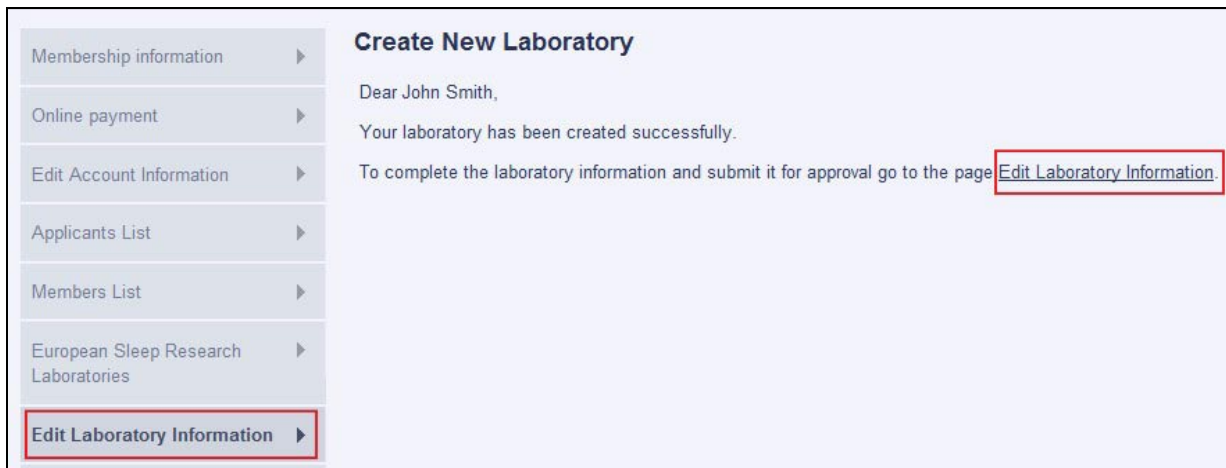 Membership information
Online payment
Edit Account Information
Applicants List
Members List
European Sleep Research
Laboratories
Edit Laboratory Information
Create New Laboratory
Dear John Smith,
Your laboratory has been created successfully.
To complete the laboratory information and submit it for approval go to the page Edit Laboratory Information.